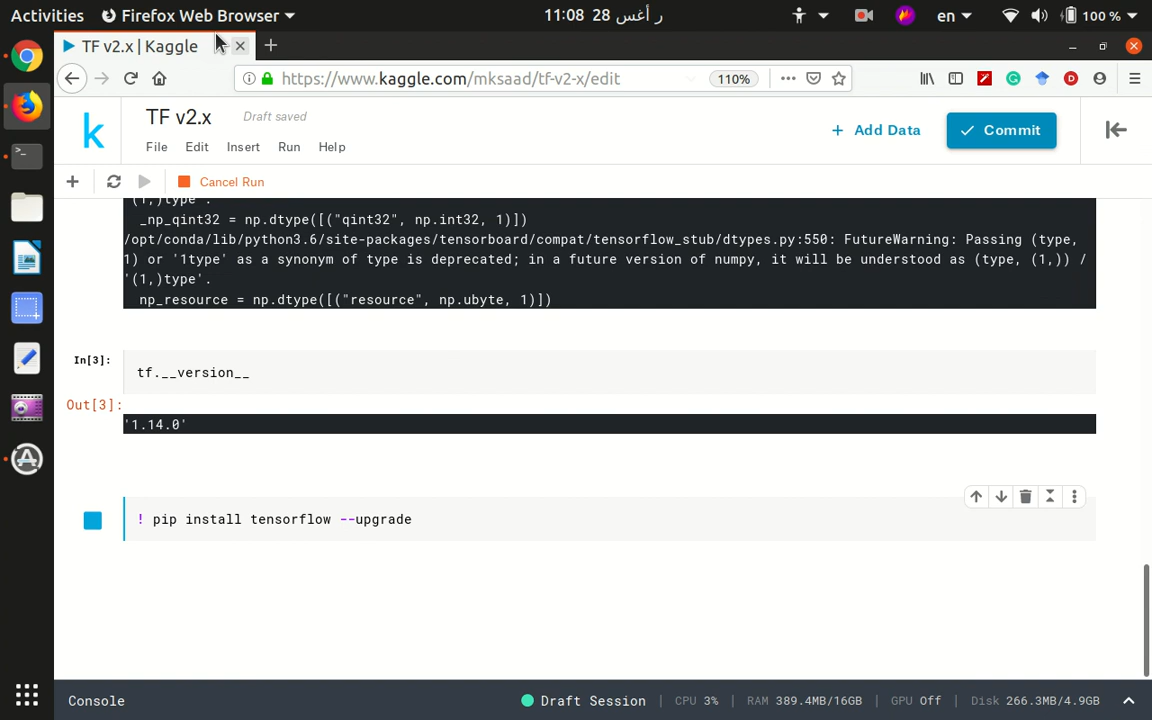 Activities Firefox Web Browser 11:08 28 ر أغس en 100 %
TF v2.x | Kaggle
https://www.kaggle.com/mksaad/tf-v2-x/edit 110%
TF v2.x Draft saved
File Edit Insert Run Help
+ Add Data
Commit
Cancel Run
(1,)type'.
_np_qint32 = np.dtype([("qint32", np.int32, 1)])
/opt/conda/lib/python3.6/site-packages/tensorboard/compat/tensorflow_stub/dtypes.py:550: FutureWarning: Passing (type,
1) or '1type' as a synonym of type is deprecated; in a future version of numpy, it will be understood as (type, (1,)) /
'(1,)type'.
np_resource = np.dtype([("resource", np.ubyte, 1)])
In[3]:
tf.__version__
Out[3]:
'1.14.0'
! pip install tensorflow --upgrade
Console Draft Session | CPU 3% | RAM 389.4MB/16GB | GPU Off | Disk 266.3MB/4.9GB